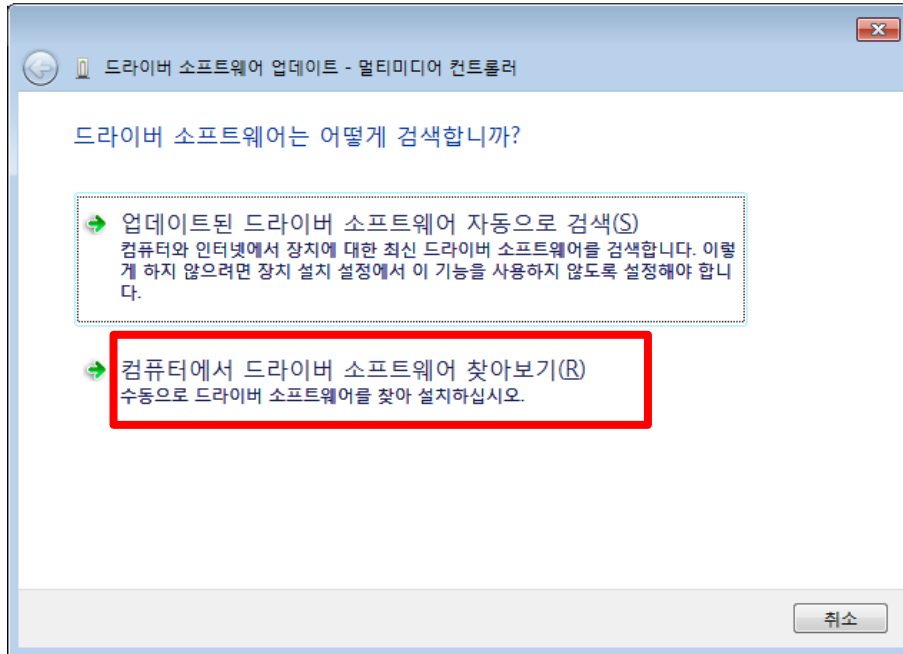 드라이버 소프트웨어 업데이트 - 멀티미디어 컨트롤러
드라이버 소프트웨어는 어떻게 검색합니까?
업데이트된 드라이버 소프트웨어 자동으로 검색(S)
컴퓨터와 인터넷에서 장치에 대한 최신 드라이버 소프트웨어를 검색합니다. 이렇
게 하지 않으려면 장치 설치 설정에서 이 기능을 사용하지 않도록 설정해야 합니
다.
컴퓨터에서 드라이버 소프트웨어 찾아보기(R)
수동으로 드라이버 소프트웨어를 찾아 설치하십시오.
취소